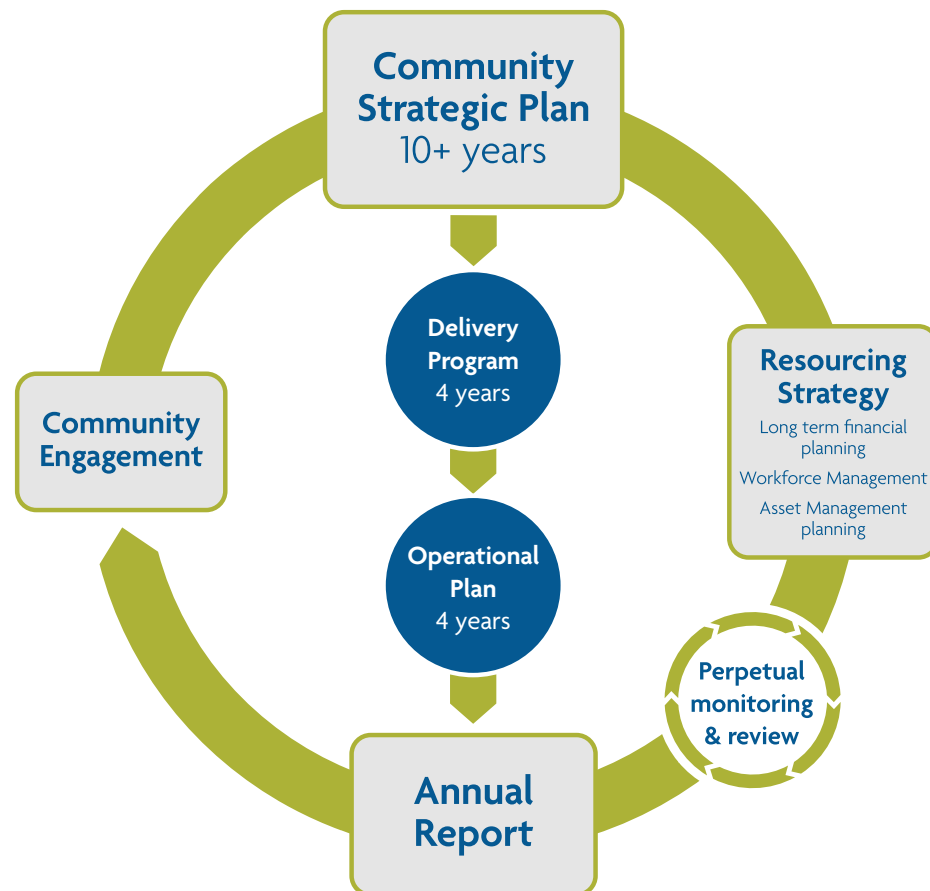 Community
Strategic Plan
10+ years
Delivery
Program
4 years
Resourcing
Strategy
Long term financial
planning
Workforce Management
Asset Management
planning
Community
Engagement
Operational
Plan
4 years
Perpetual
monitoring
& review
Annual
Report